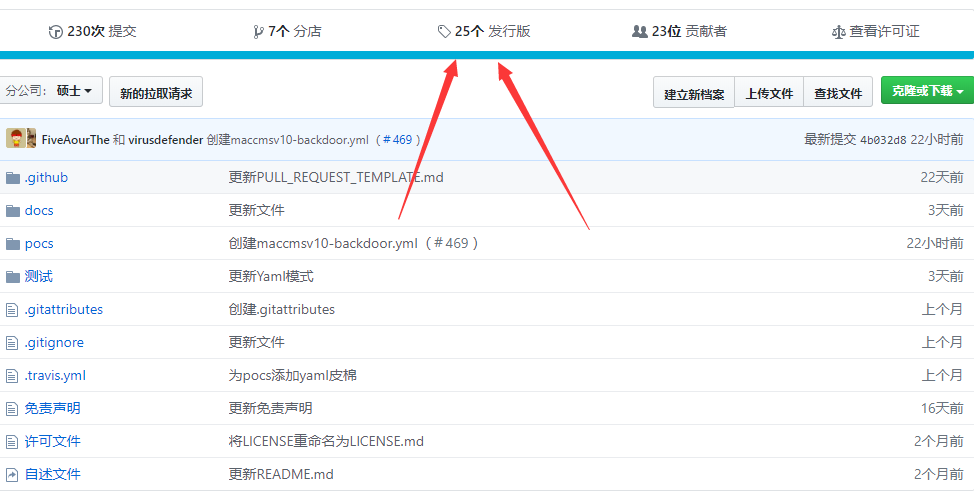 230次 提交 7个 分店 25个 发行版 23位 贡献者 查看许可证
分公司： 硕士 新的拉取请求 建立新档案 上传文件 查找文件 克隆或下载
FiveAourThe 和 virusdefender 创建maccmsv10-backdoor.yml（＃469 ） 最新提交 4b032d8 22小时前
.github 更新PULL_REQUEST_TEMPLATE.md 22天前
docs 更新文件 3天前
pocs 创建maccmsv10-backdoor.yml（＃469 ） 22小时前
测试 更新Yaml模式 3天前
.gitattributes 创建.gitattributes 上个月
.gitignore 更新文件 上个月
.travis.yml 为pocs添加yaml皮棉 上个月
免责声明 更新免责声明 16天前
许可文件 将LICENSE重命名为LICENSE.md 2个月前
自述文件 更新README.md 2个月前